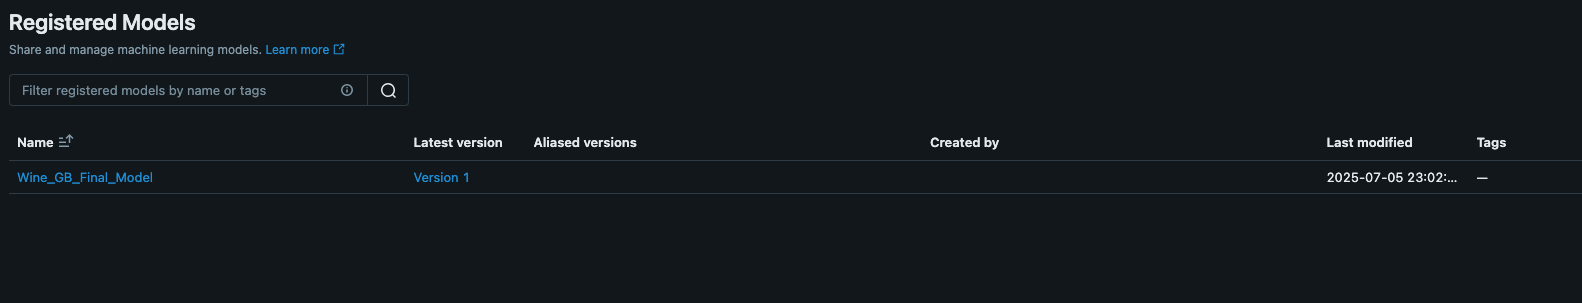 Registered Models
Share and manage machine learning models. Learn more
Filter registered models by name or tags
Name Latest version Aliased versions Created by Last modified Tags
Wine_GB_Final_Model Version 1 2025-07-05 23:02:... —